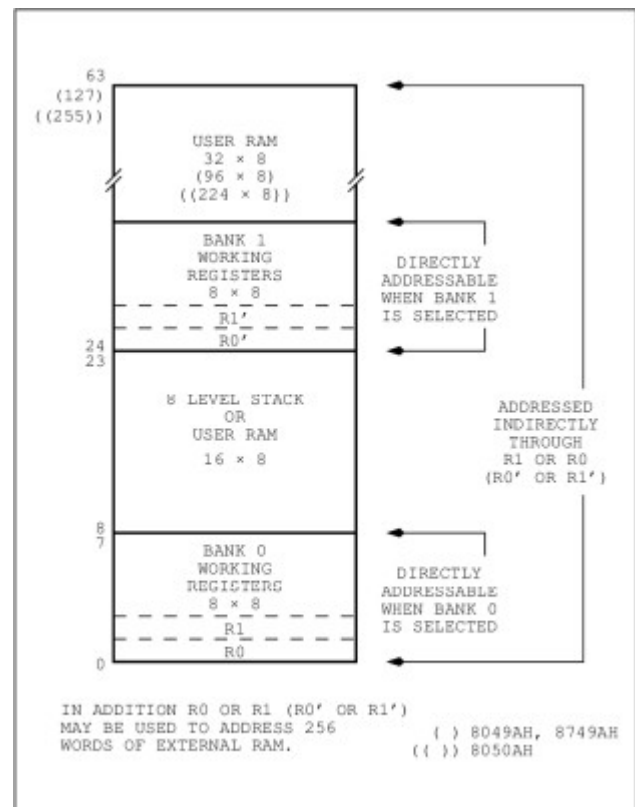 63
(127)
((255))
USER RAM
32 × 8
(96 × 8)
((224 × 8))
BANK 1
WORKING
REGISTERS
8 × 8
R1'
R0'
DIRECTLY
ADDRESSABLE
WHEN BANK 1
IS SELECTED
24
23
8 LEVEL STACK
OR
USER RAM
16 × 8
ADDRESSED
INDIRECTLY
THROUGH
R1 OR R0
(R0' OR R1')
8
7
BANK 0
WORKING
REGISTERS
8 × 8
R1
R0
DIRECTLY
ADDRESSABLE
WHEN BANK 0
IS SELECTED
0
IN ADDITION R0 OR R1 (R0' OR R1')
MAY BE USED TO ADDRESS 256
WORDS OF EXTERNAL RAM.
( ) 8049AH, 8749AH
(( )) 8050AH